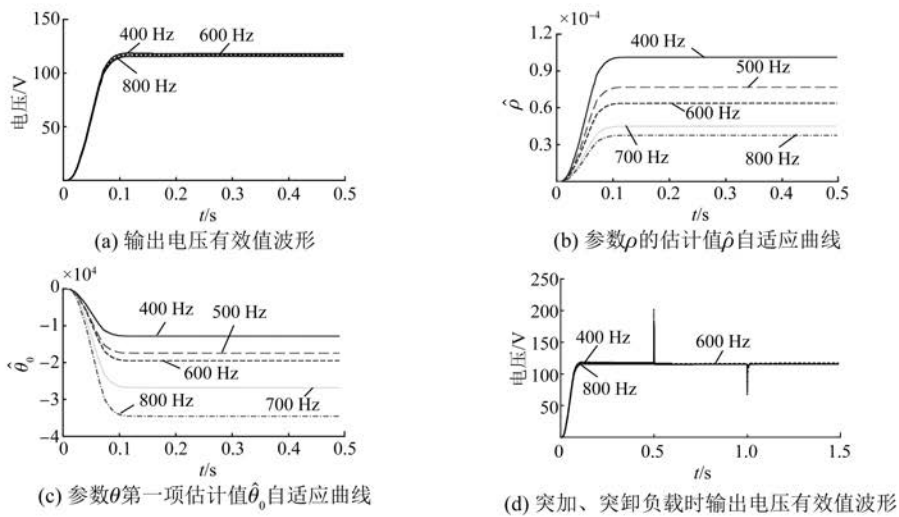 150
100
50
0
电压/V
400 Hz
600 Hz
800 Hz
0 0.1 0.2 0.3 0.4 0.5
t/s
(a) 输出电压有效值波形
×10⁻⁴
1.2
0.9
0.6
0.3
ρ̂
400 Hz
500 Hz
600 Hz
700 Hz
800 Hz
0 0.1 0.2 0.3 0.4 0.5
t/s
(b) 参数ρ的估计值ρ̂自适应曲线
×10⁴
0
−1
−2
−3
−4
θ̂₀
400 Hz
500 Hz
600 Hz
800 Hz
700 Hz
0 0.1 0.2 0.3 0.4 0.5
t/s
(c) 参数θ第一项估计值θ̂₀自适应曲线
250
200
150
100
50
电压/V
400 Hz
600 Hz
800 Hz
0 0.5 1.0 1.5
t/s
(d) 突加、突卸负载时输出电压有效值波形